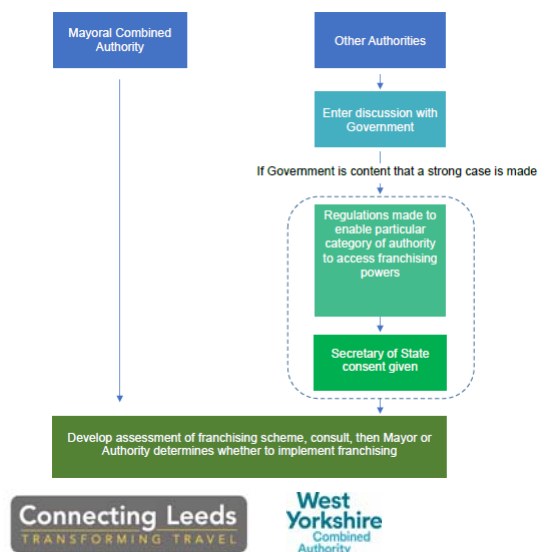 Mayoral Combined
Authority
Other Authorities
Enter discussion with
Government
If Government is content that a strong case is made
Regulations made to
enable particular
category of authority
to access franchising
powers
Secretary of State
consent given
Develop assessment of franchising scheme, consult, then Mayor or
Authority determines whether to implement franchising
Connecting Leeds
TRANSFORMING TRAVEL
West
Yorkshire
Combined
Authority